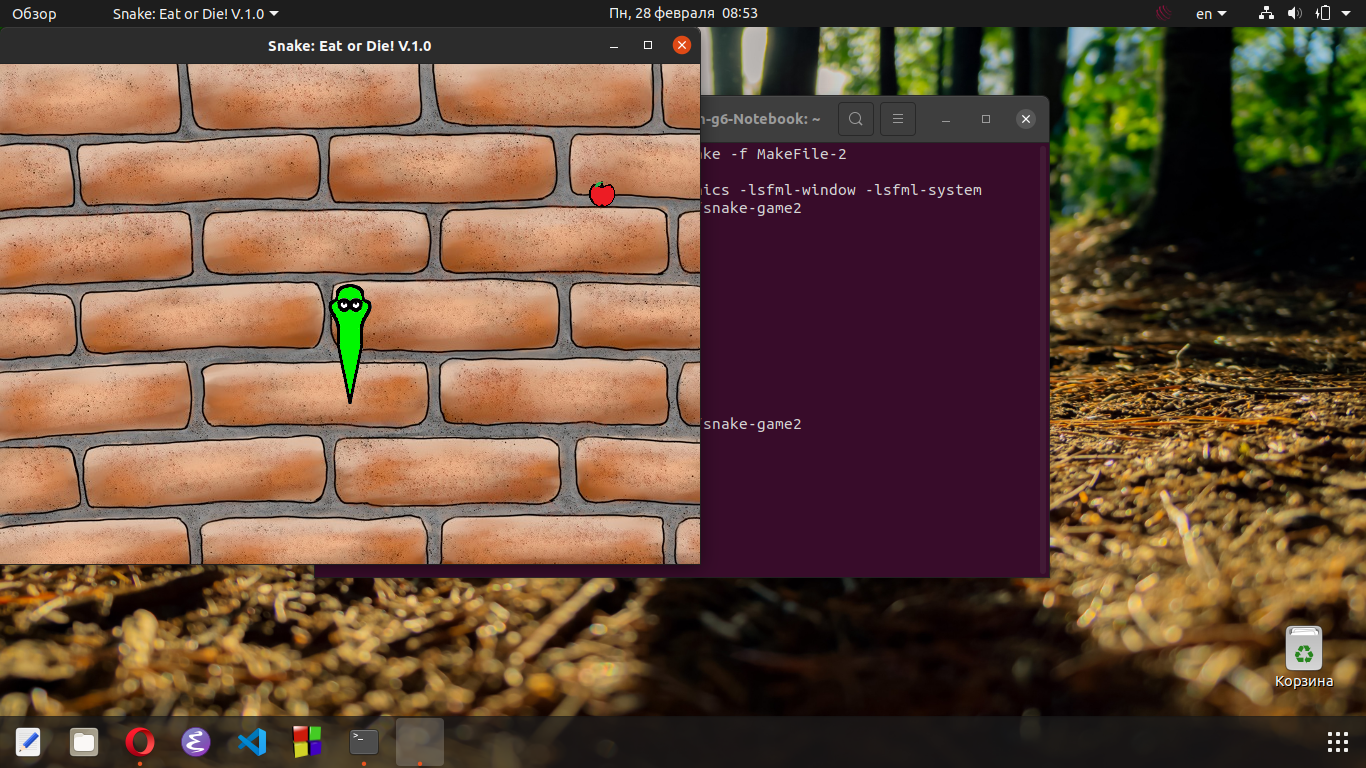 Обзор
Snake: Eat or Die! V.1.0
Пн, 28 февраля 08:53
en
Snake: Eat or Die! V.1.0
n-g6-Notebook: ~
ke -f MakeFile-2
ics -lsfml-window -lsfml-system
snake-game2
snake-game2
Корзина